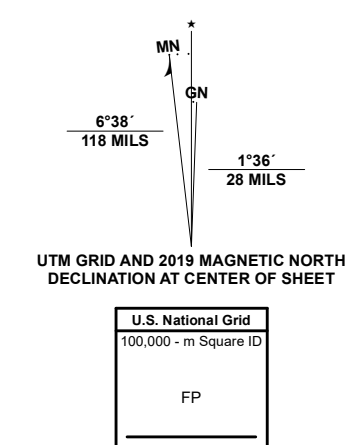 ★
MN
GN
6°38´
118 MILS
1°36´
28 MILS
UTM GRID AND 2019 MAGNETIC NORTH
DECLINATION AT CENTER OF SHEET
U.S. National Grid
100,000 - m Square ID
FP